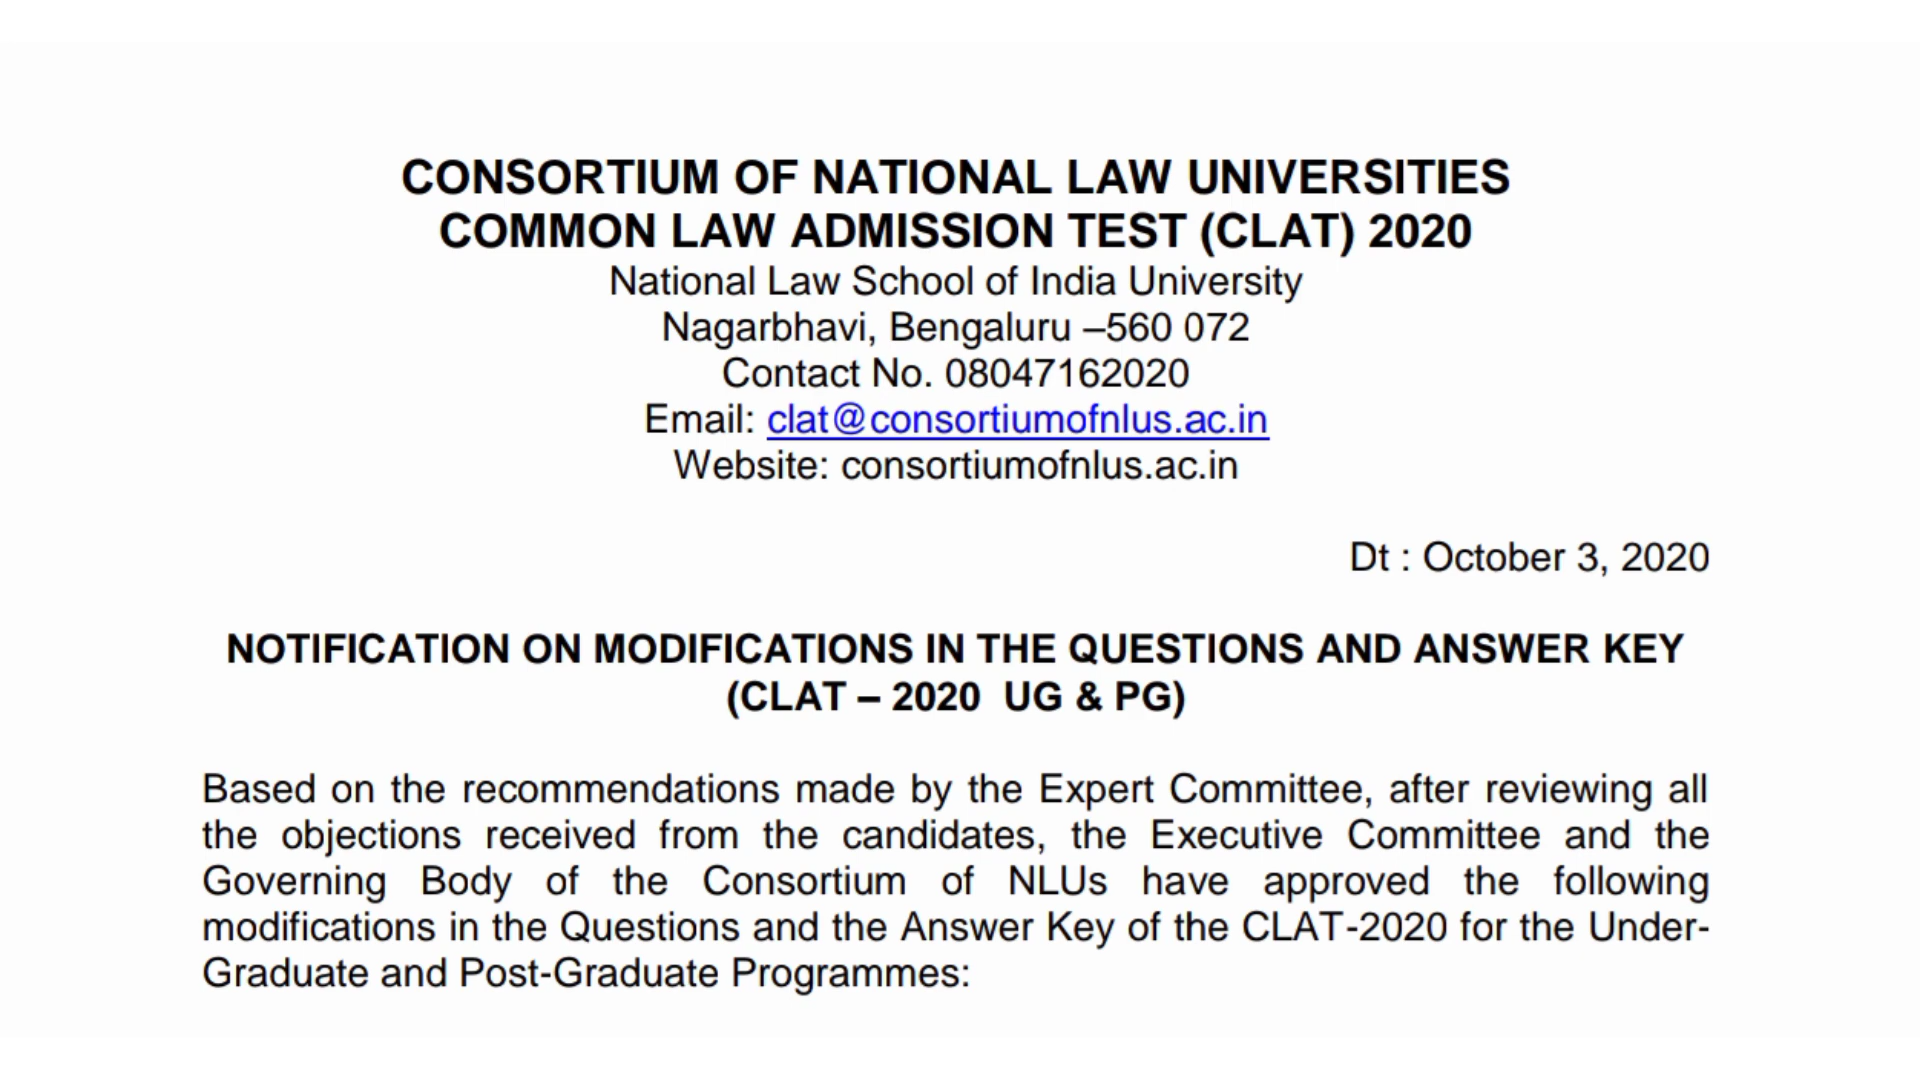 CONSORTIUM OF NATIONAL LAW UNIVERSITIES
COMMON LAW ADMISSION TEST (CLAT) 2020
National Law School of India University
Nagarbhavi, Bengaluru –560 072
Contact No. 08047162020
Email: clat@consortiumofnlus.ac.in
Website: consortiumofnlus.ac.in
Dt : October 3, 2020
NOTIFICATION ON MODIFICATIONS IN THE QUESTIONS AND ANSWER KEY
(CLAT – 2020  UG & PG)
Based on the recommendations made by the Expert Committee, after reviewing all
the objections received from the candidates, the Executive Committee and the
Governing Body of the Consortium of NLUs have approved the following
modifications in the Questions and the Answer Key of the CLAT-2020 for the Under-
Graduate and Post-Graduate Programmes: